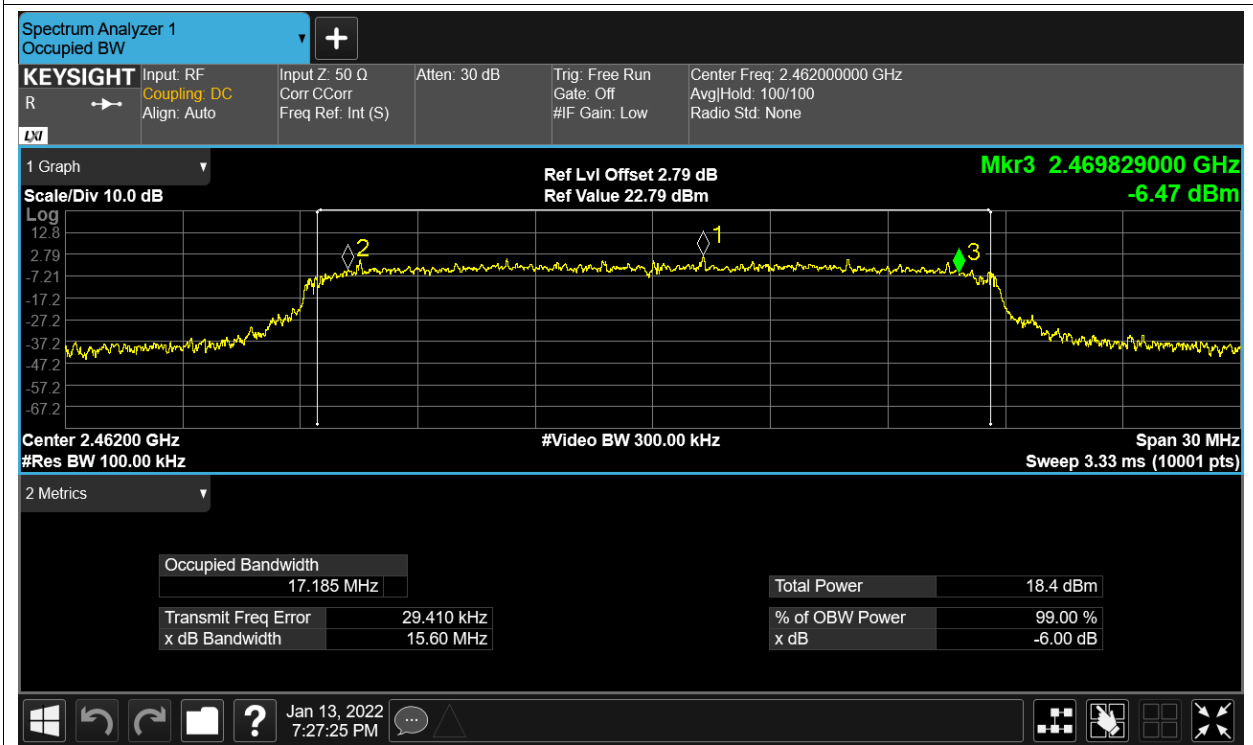 Spectrum Analyzer 1
Occupied BW
KEYSIGHT
R
LXI
Input: RF
Coupling: DC
Align: Auto
Input Z: 50 Ω
Corr CCorr
Freq Ref: Int (S)
Atten: 30 dB
Trig: Free Run
Gate: Off
#IF Gain: Low
Center Freq: 2.462000000 GHz
Avg|Hold: 100/100
Radio Std: None
1 Graph
Scale/Div 10.0 dB
Ref Lvl Offset 2.79 dB
Ref Value 22.79 dBm
Mkr3 2.469829000 GHz
-6.47 dBm
Log
12.8
2.79
-7.21
-17.2
-27.2
-37.2
-47.2
-57.2
-67.2
2
1
3
Center 2.46200 GHz
#Res BW 100.00 kHz
#Video BW 300.00 kHz
Span 30 MHz
Sweep 3.33 ms (10001 pts)
2 Metrics
Occupied Bandwidth
17.185 MHz
Transmit Freq Error 29.410 kHz
x dB Bandwidth 15.60 MHz
Total Power 18.4 dBm
% of OBW Power 99.00 %
x dB -6.00 dB
?
Jan 13, 2022
7:27:25 PM